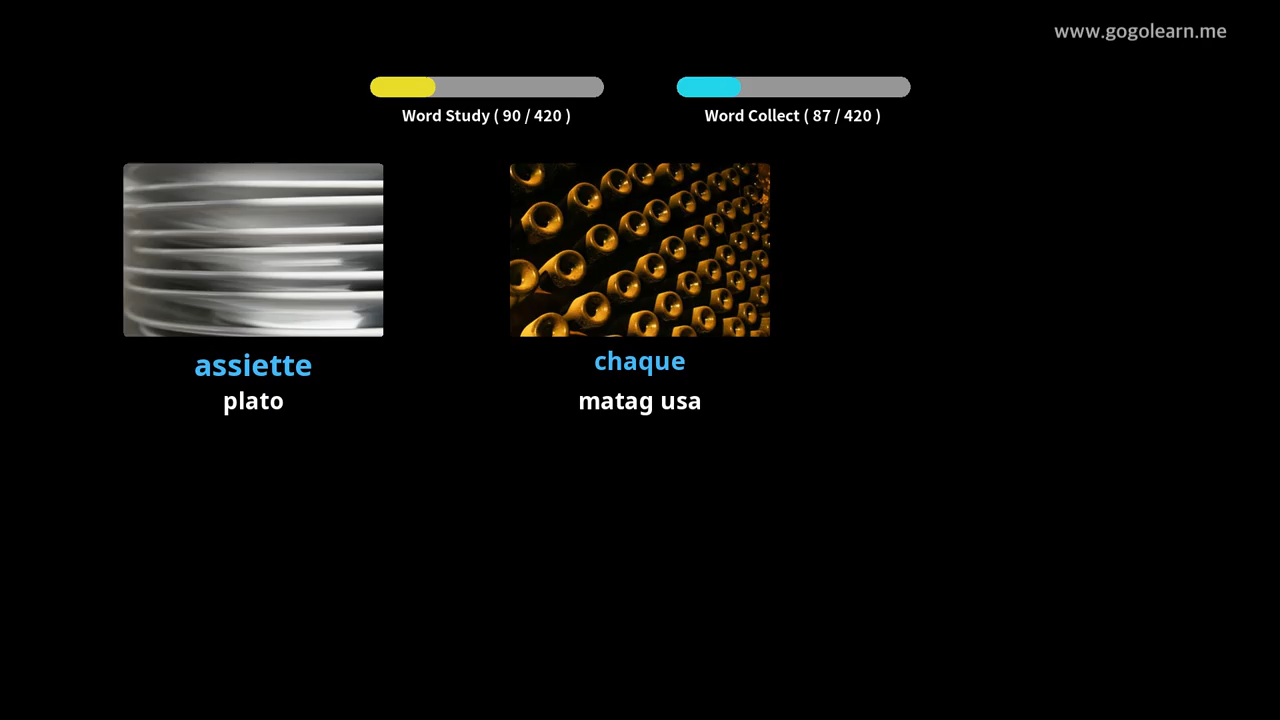 www.gogolearn.me
Word Study ( 90 / 420 )
Word Collect ( 87 / 420 )
assiette
plato
chaque
matag usa